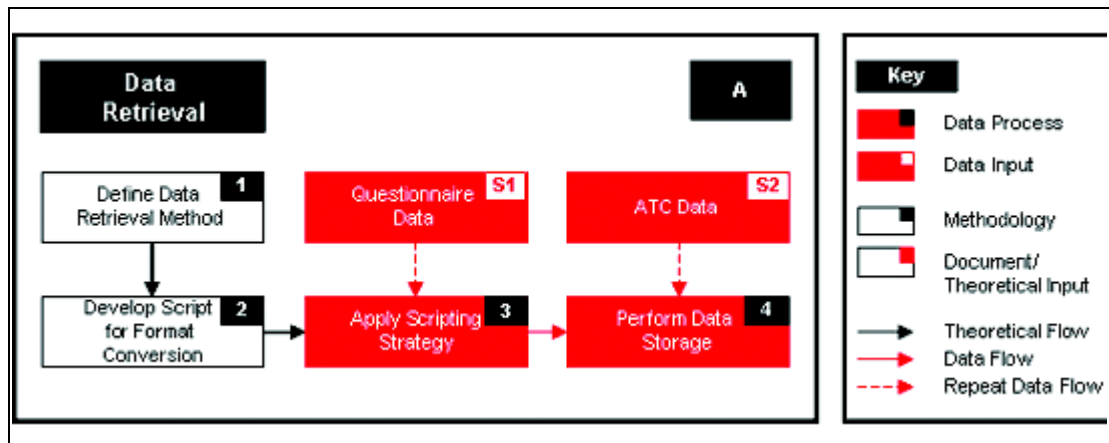 Data
Retrieval
A
1
Define Data
Retrieval Method
S1
Questionnaire
Data
S2
ATC Data
2
Develop Script
for Format
Conversion
3
Apply Scripting
Strategy
4
Perform Data
Storage
Key
Data Process
Data Input
Methodology
Document/
Theoretical Input
Theoretical Flow
Data Flow
Repeat Data Flow